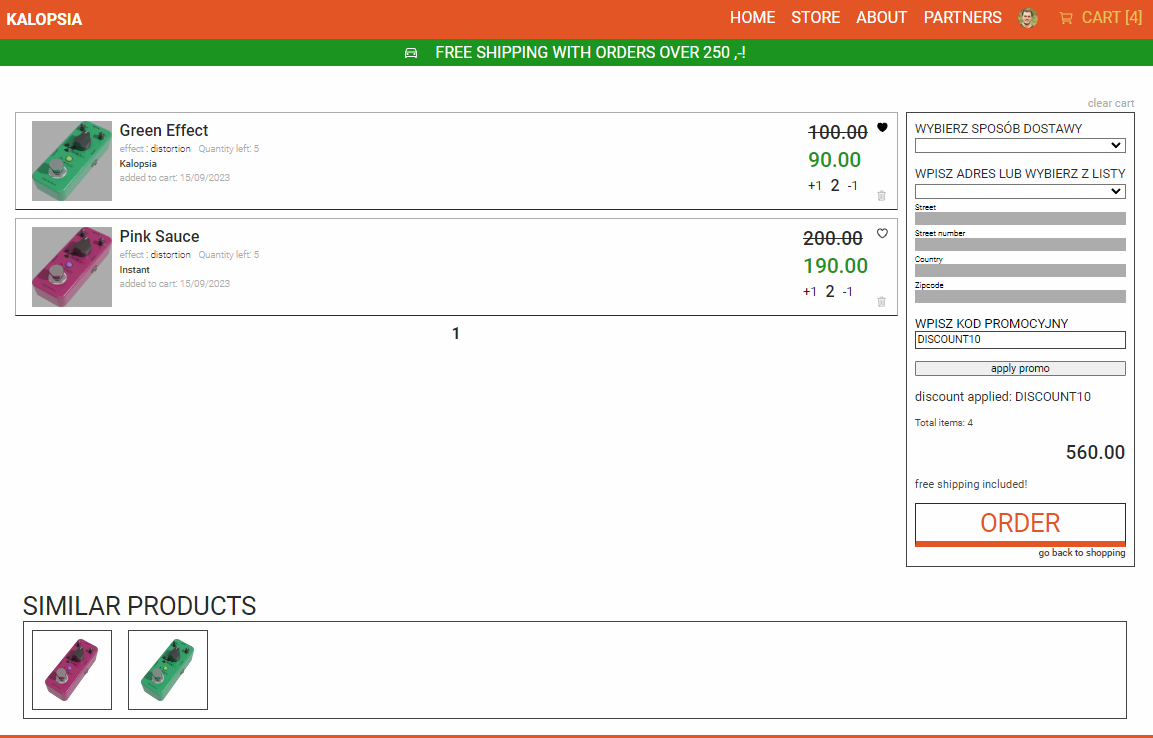 KALOPSIA
HOME STORE ABOUT PARTNERS CART [4]
FREE SHIPPING WITH ORDERS OVER 250 ,-!
clear cart
Green Effect
effect : distortion Quantity left: 5
Kalopsia
added to cart: 15/09/2023
100.00
90.00
+1 2 -1
Pink Sauce
effect : distortion Quantity left: 5
Instant
added to cart: 15/09/2023
200.00
190.00
+1 2 -1
1
WYBIERZ SPOSÓB DOSTAWY
WPISZ ADRES LUB WYBIERZ Z LISTY
Street
Street number
Country
Zipcode
WPISZ KOD PROMOCYJNY
DISCOUNT10
apply promo
discount applied: DISCOUNT10
Total items: 4
560.00
free shipping included!
ORDER
go back to shopping
SIMILAR PRODUCTS